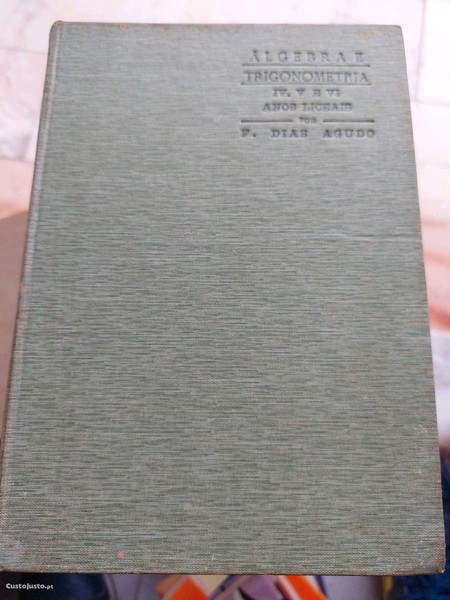 ÁLGEBRA E
TRIGONOMETRIA
IV, V E VI
ANOS LICEAIS
POR
F. DIAS AGUDO
CustoJusto.pt